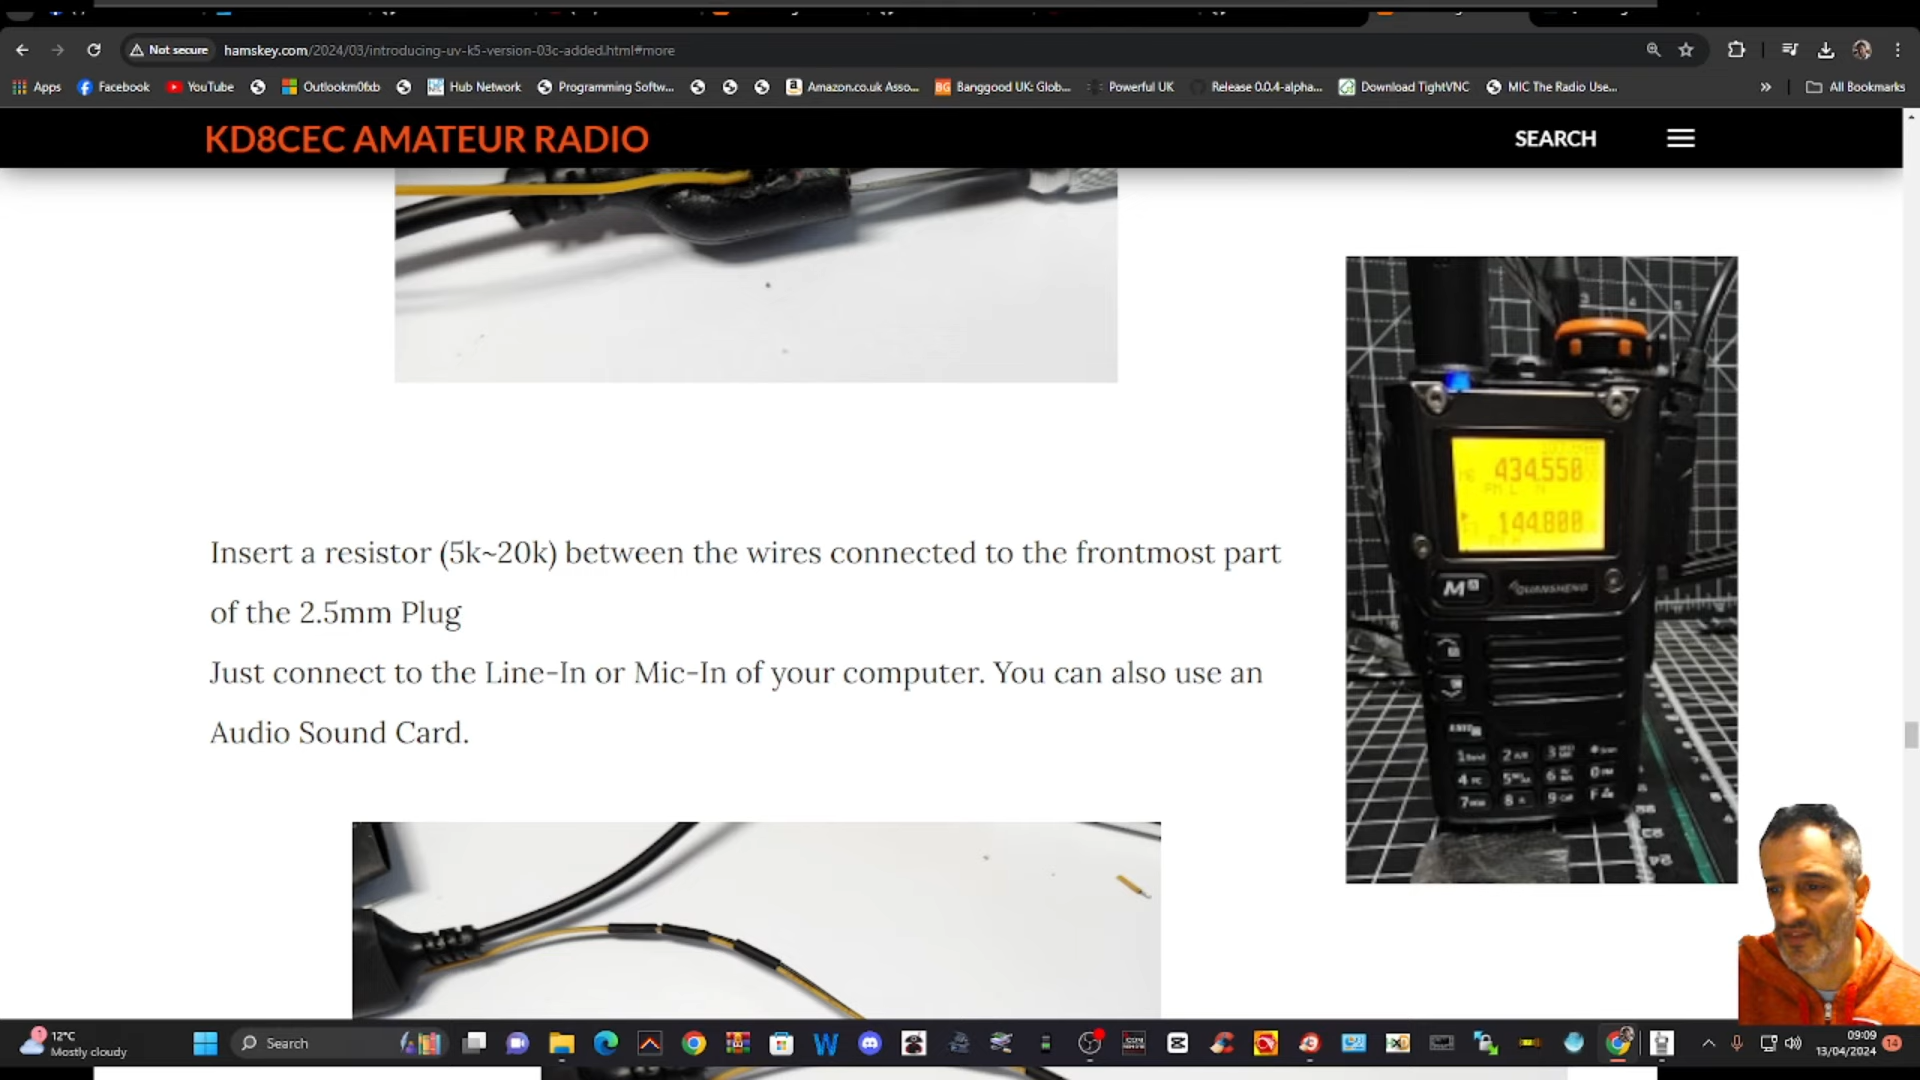 Not secure
hamskey.com/2024/03/introducing-uv-k5-version-03c-added.html#more
Apps
Facebook
YouTube
Outlookm0fxb
Hub Network
Programming Softw...
Amazon.co.uk Asso...
Banggood UK: Glob...
Powerful UK
Release 0.0.4-alpha...
Download TightVNC
MIC The Radio Use...
»
All Bookmarks
KD8CEC AMATEUR RADIO
SEARCH
434.550
144.800
M
QUANSHENG
Insert a resistor (5k~20k) between the wires connected to the frontmost part
of the 2.5mm Plug
Just connect to the Line-In or Mic-In of your computer. You can also use an
Audio Sound Card.
12°C
Mostly cloudy
Search
09:09
13/04/2024
14